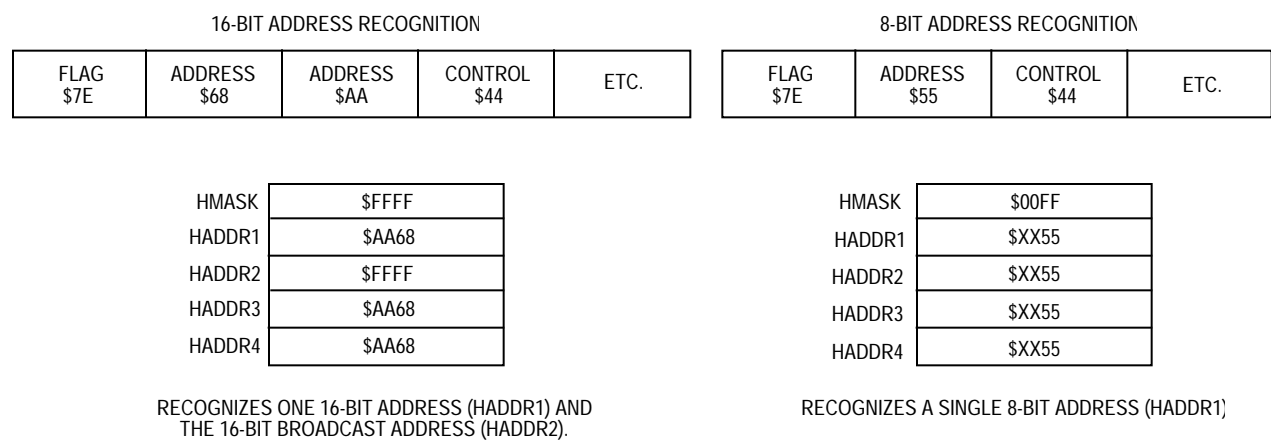 16-BIT ADDRESS RECOGNITION
FLAG $7E
ADDRESS $68
ADDRESS $AA
CONTROL $44
ETC.
HMASK $FFFF
HADDR1 $AA68
HADDR2 $FFFF
HADDR3 $AA68
HADDR4 $AA68
RECOGNIZES ONE 16-BIT ADDRESS (HADDR1) AND
THE 16-BIT BROADCAST ADDRESS (HADDR2).
8-BIT ADDRESS RECOGNITION
FLAG $7E
ADDRESS $55
CONTROL $44
ETC.
HMASK $00FF
HADDR1 $XX55
HADDR2 $XX55
HADDR3 $XX55
HADDR4 $XX55
RECOGNIZES A SINGLE 8-BIT ADDRESS (HADDR1)